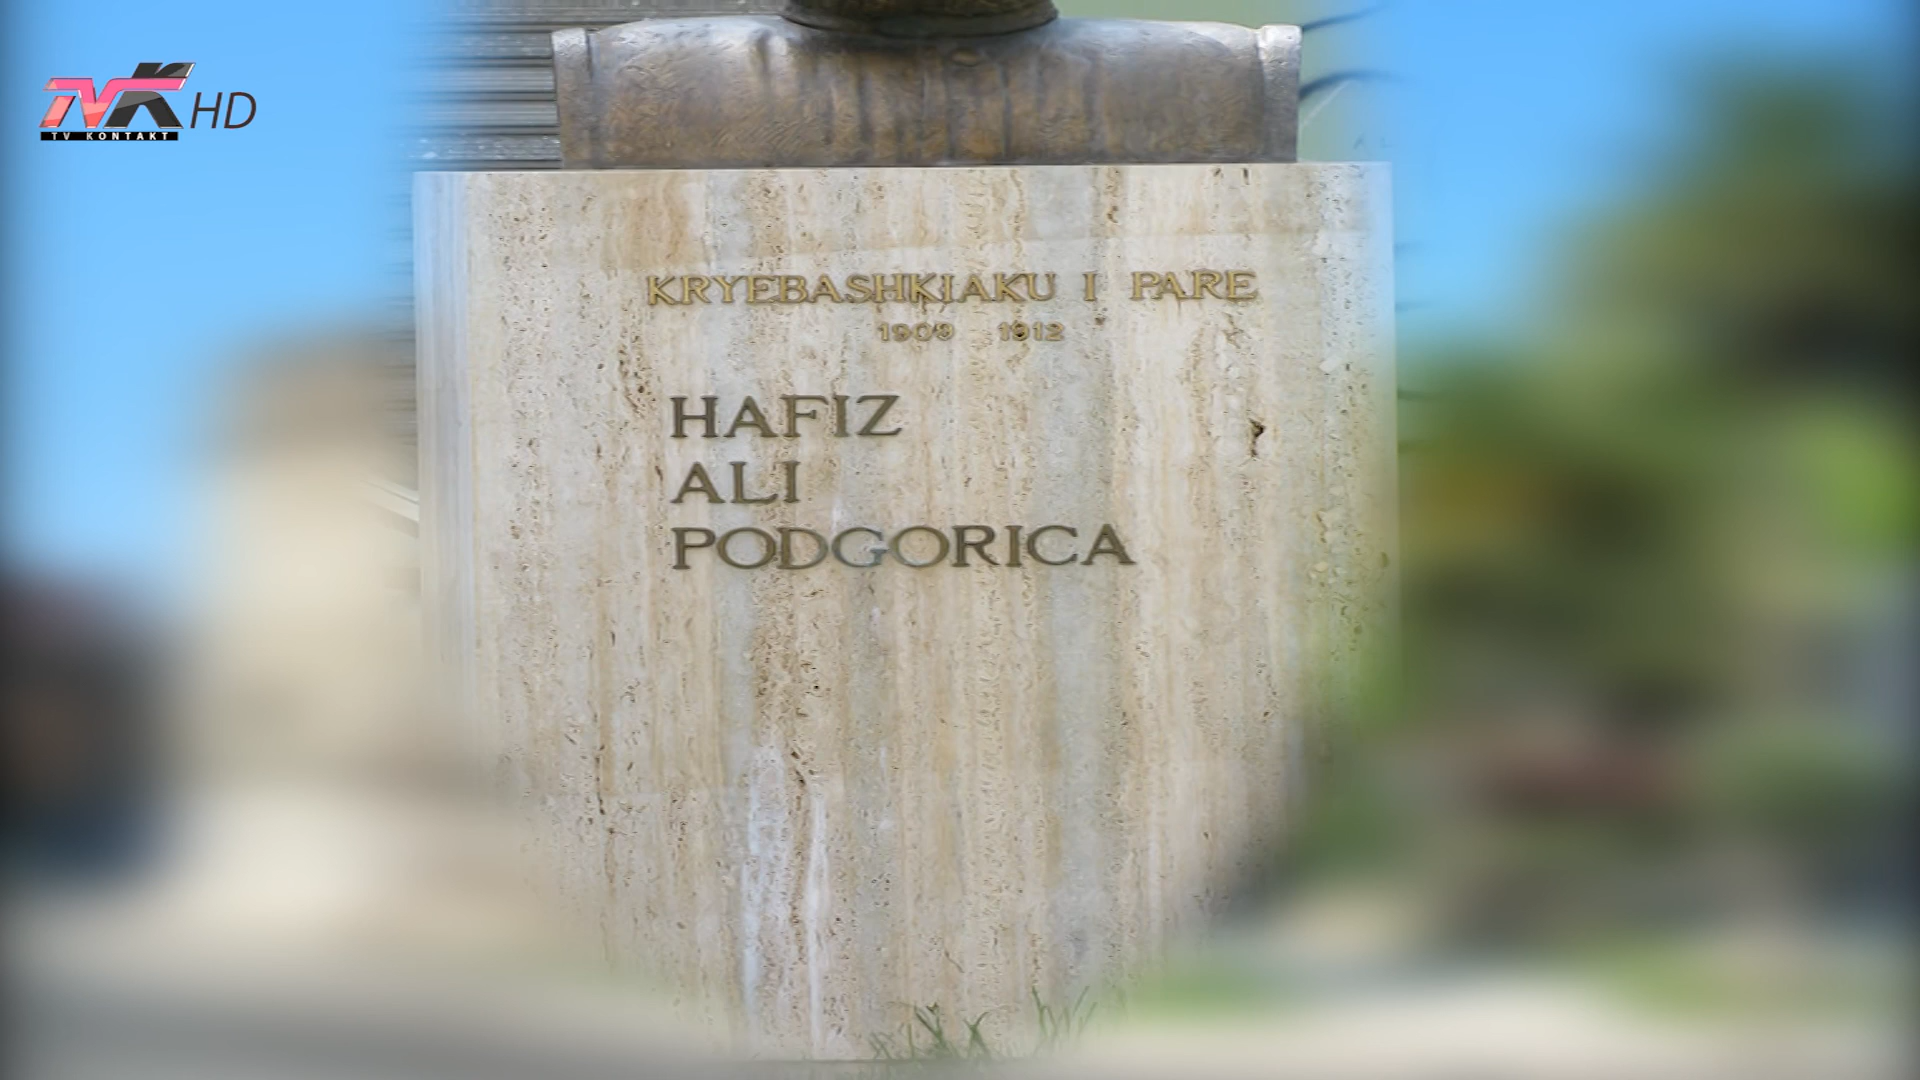 TVK HD
TV KONTAKT
KRYEBASHKIAKU I PARE
1909 1912
HAFIZ
ALI
PODGORICA